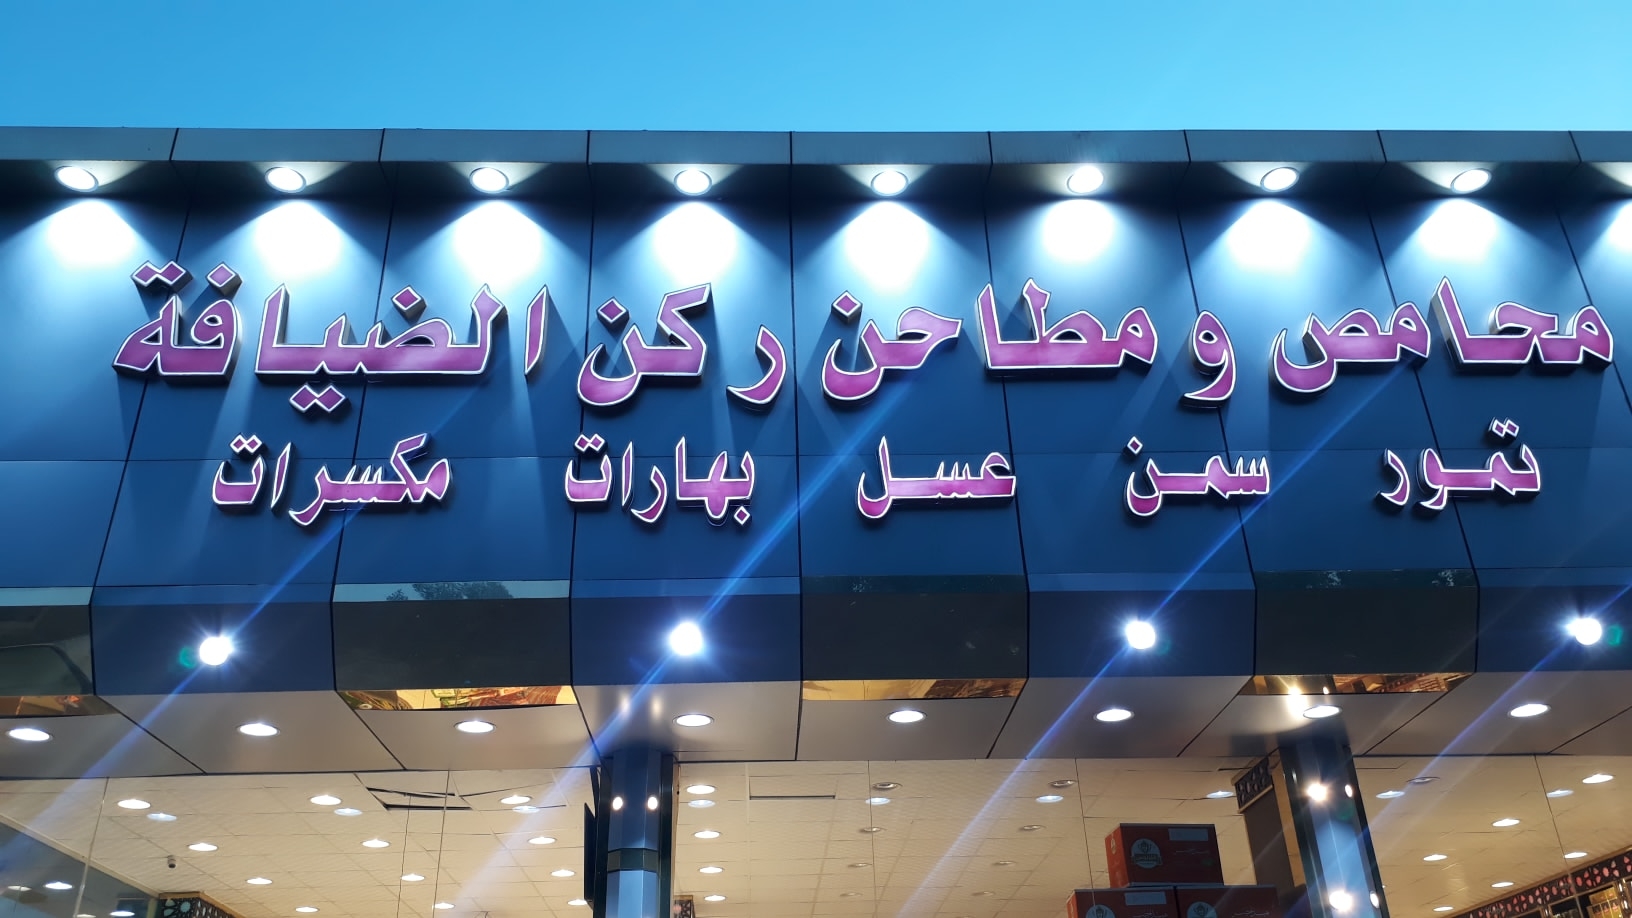 محامص و مطاحن ركن الضيافة
تمور سمن عسل بهارات مكسرات